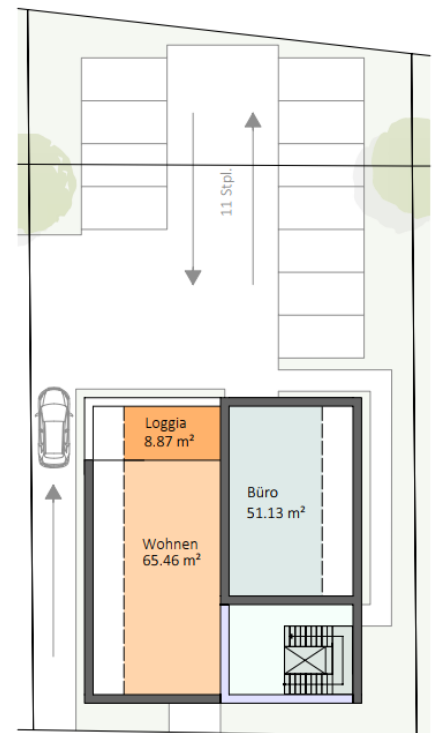 11 Stpl.
Loggia
8.87 m²
Büro
51.13 m²
Wohnen
65.46 m²